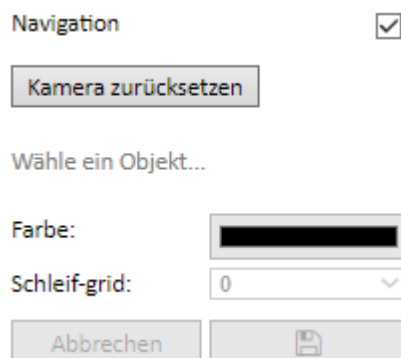 Navigation
Kamera zurücksetzen
Wähle ein Objekt...
Farbe:
Schleif-grid: 0
Abbrechen